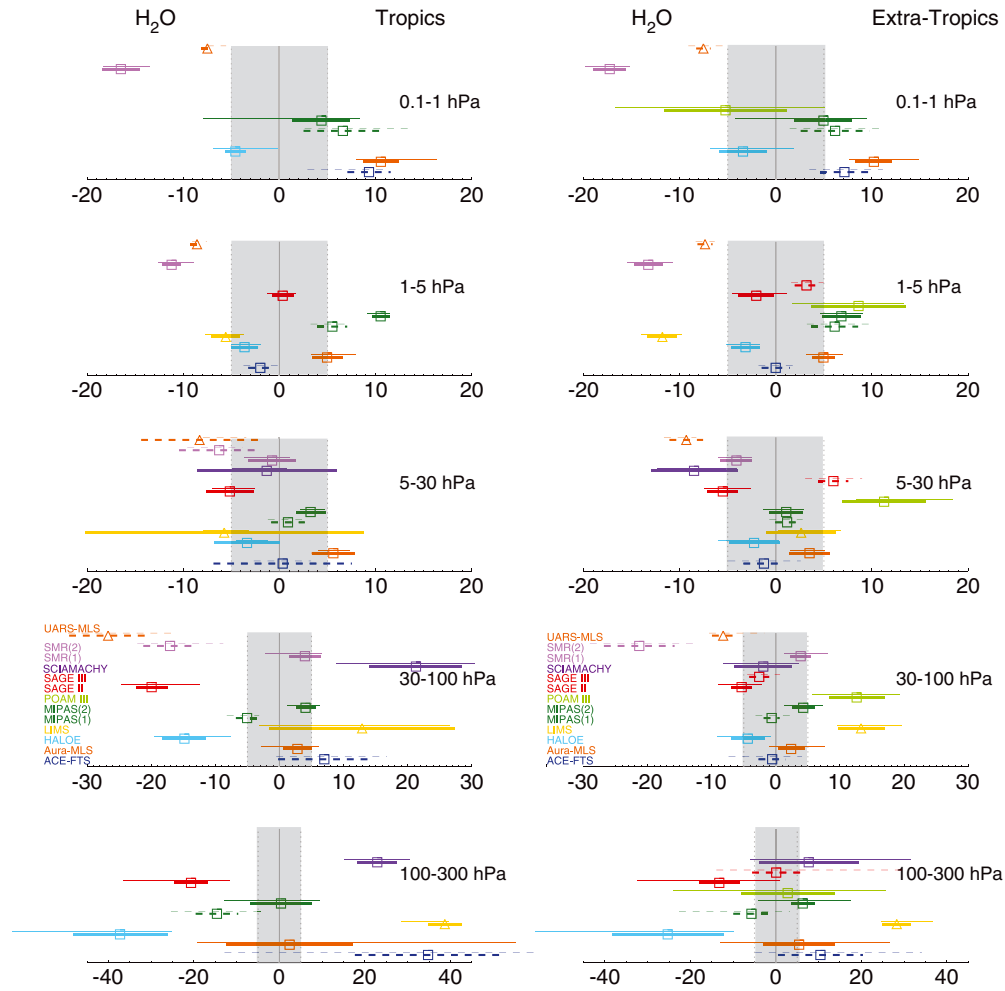 H2O Tropics H2O Extra-Tropics
0.1-1 hPa 0.1-1 hPa
-20 -10 0 10 20 -20 -10 0 10 20
1-5 hPa 1-5 hPa
-20 -10 0 10 20 -20 -10 0 10 20
5-30 hPa 5-30 hPa
-20 -10 0 10 20 -20 -10 0 10 20
UARS-MLS UARS-MLS
SMR(2) SMR(2)
SMR(1) 30-100 hPa SMR(1) 30-100 hPa
SCIAMACHY SCIAMACHY
SAGE III SAGE III
SAGE II SAGE II
POAM III POAM III
MIPAS(2) MIPAS(2)
MIPAS(1) MIPAS(1)
LIMS LIMS
HALOE HALOE
Aura-MLS Aura-MLS
ACE-FTS ACE-FTS
-30 -20 -10 0 10 20 30 -30 -20 -10 0 10 20 30
100-300 hPa 100-300 hPa
-40 -20 0 20 40 -40 -20 0 20 40